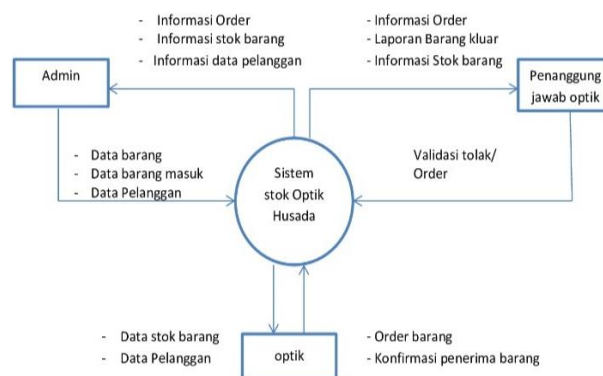 - Informasi Order
- Informasi stok barang
- Informasi data pelanggan
- Informasi Order
- Laporan Barang kluar
- Informasi Stok barang
Admin
Penanggung
jawab optik
- Data barang
- Data barang masuk
- Data Pelanggan
Sistem
stok Optik
Husada
Validasi tolak/
Order
- Data stok barang
- Data Pelanggan
optik
- Order barang
- Konfirmasi penerima barang